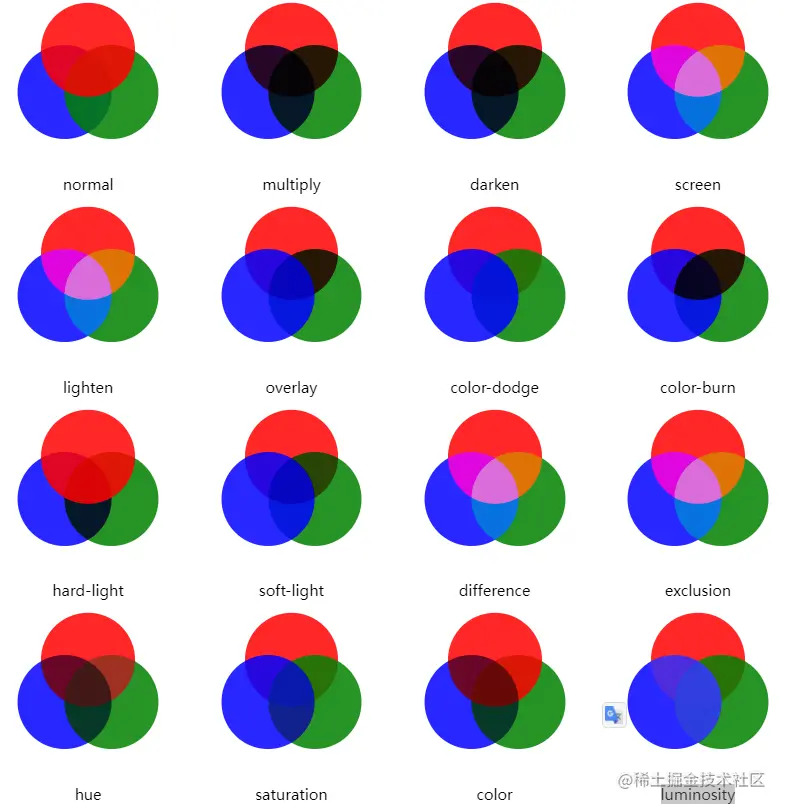 normal
multiply
darken
screen
lighten
overlay
color-dodge
color-burn
hard-light
soft-light
difference
exclusion
hue
saturation
color
@稀土掘金技术社区
luminosity